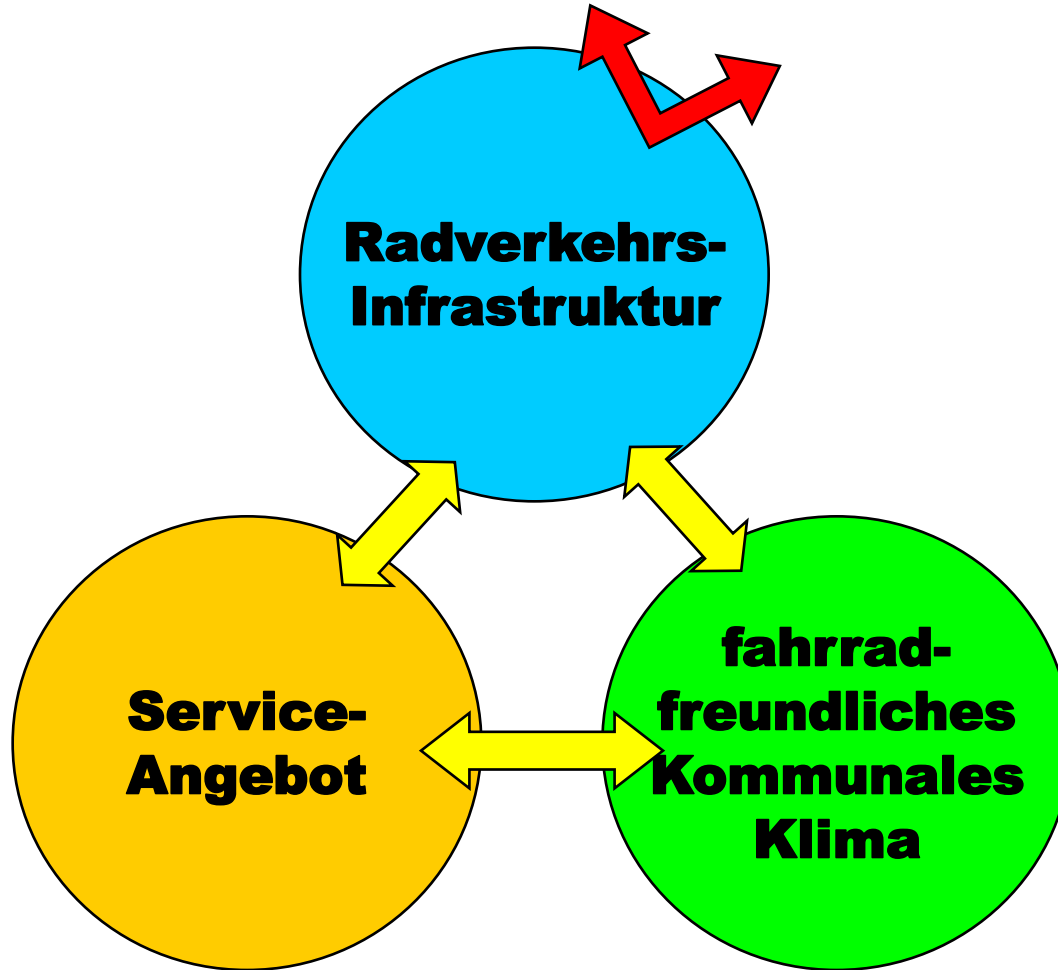 Radverkehrs-
Infrastruktur
Service-
Angebot
fahrrad-
freundliches
Kommunales
Klima